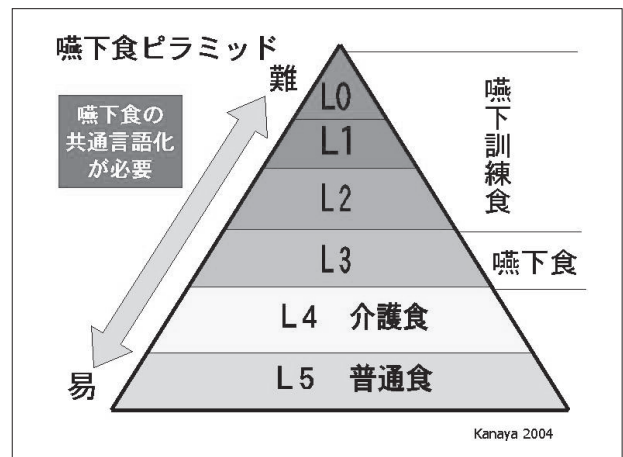 嚥下食ピラミッド
難
嚥下食の
共通言語化
が必要
L0
L1
L2
L3
L4 介護食
L5 普通食
易
嚥下訓練食
嚥下食
Kanaya 2004